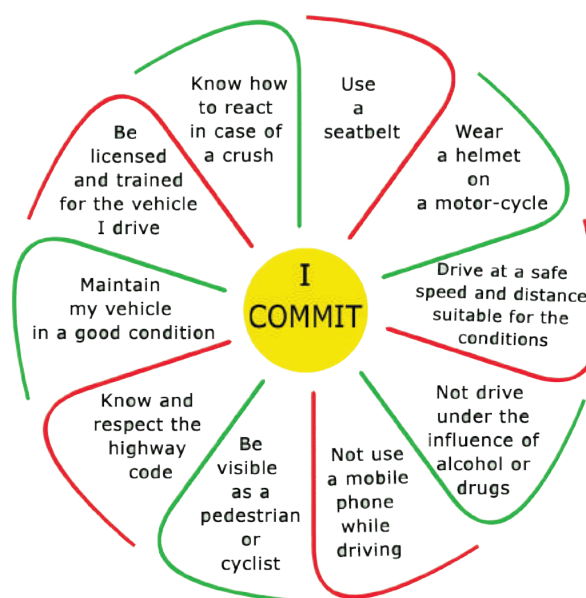 I
COMMIT
Use
a
seatbelt
Wear
a helmet
on
a motor-cycle
Drive at a safe
speed and distance
suitable for the
conditions
Not drive
under the
influence of
alcohol or
drugs
Not use
a mobile
phone
while
driving
Be
visible
as a
pedestrian
or
cyclist
Know and
respect the
highway
code
Maintain
my vehicle
in a good condition
Be
licensed
and trained
for the vehicle
I drive
Know how
to react
in case of
a crush